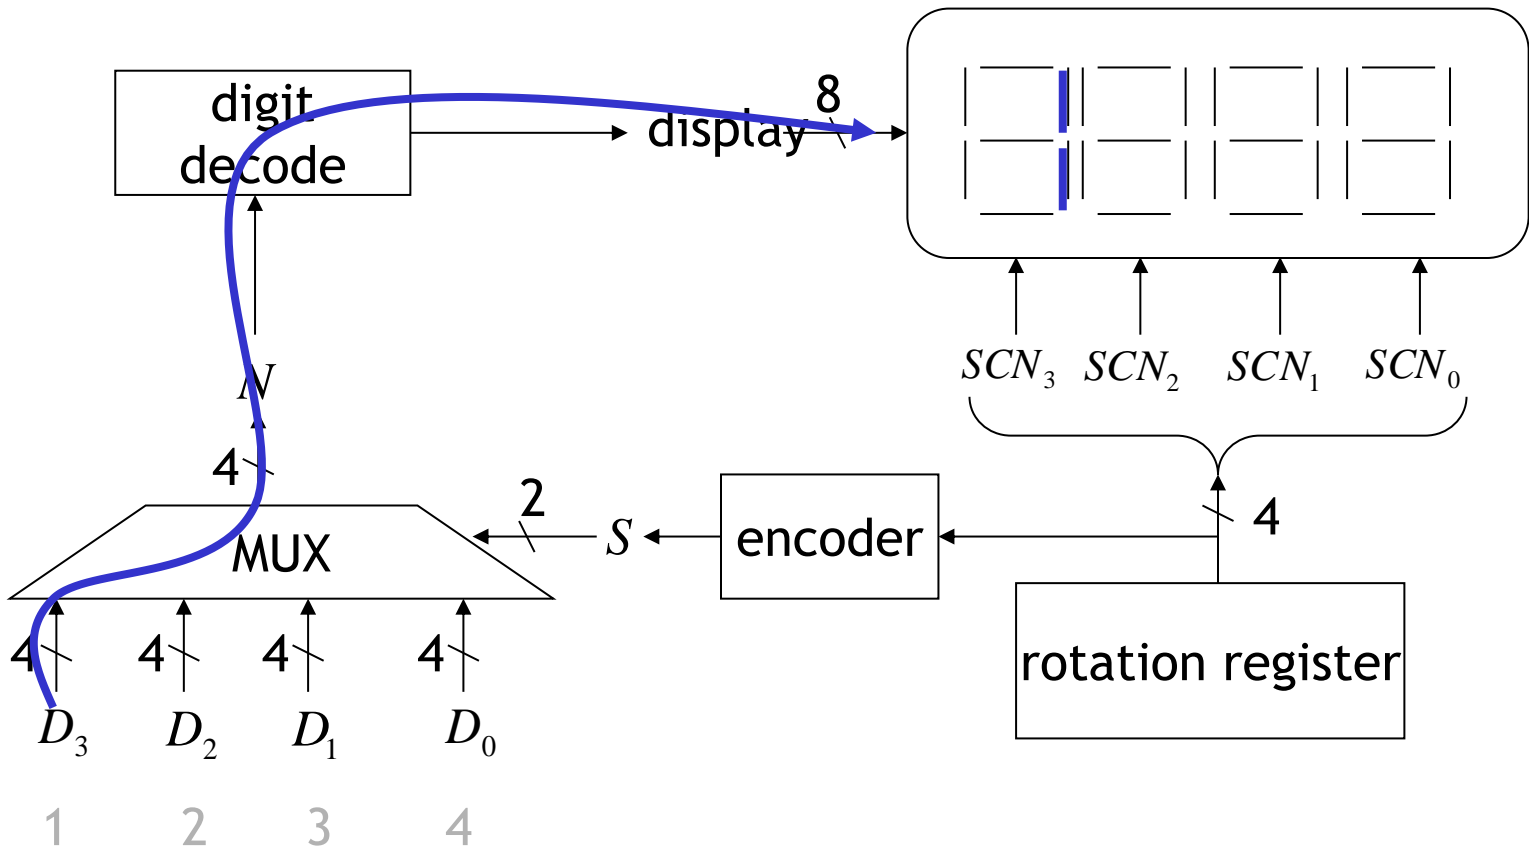 digit
decode
display
8
SCN3 SCN2 SCN1 SCN0
N
4
MUX
2
S
encoder
4
rotation register
4 4 4 4
D3 D2 D1 D0
1 2 3 4